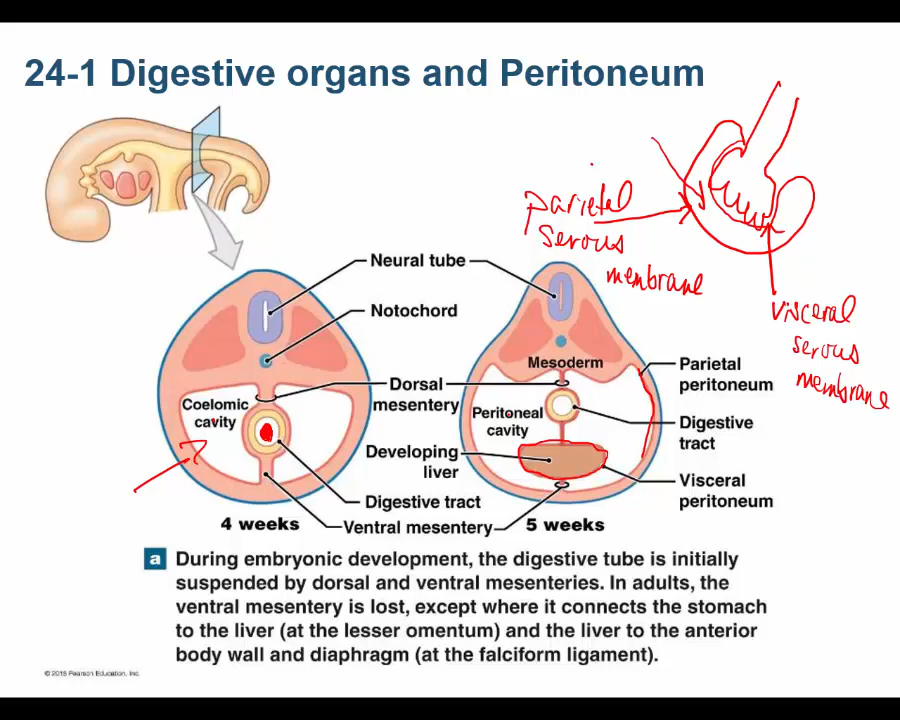 24-1 Digestive organs and Peritoneum
parietal
serous
membrane
visceral
serous
membrane
Neural tube
Notochord
Mesoderm
Dorsal
mesentery
Coelomic
cavity
Peritoneal
cavity
Parietal
peritoneum
Digestive
tract
Developing
liver
Visceral
peritoneum
Digestive tract
4 weeks
Ventral mesentery
5 weeks
a During embryonic development, the digestive tube is initially
suspended by dorsal and ventral mesenteries. In adults, the
ventral mesentery is lost, except where it connects the stomach
to the liver (at the lesser omentum) and the liver to the anterior
body wall and diaphragm (at the falciform ligament).
© 2015 Pearson Education, Inc.